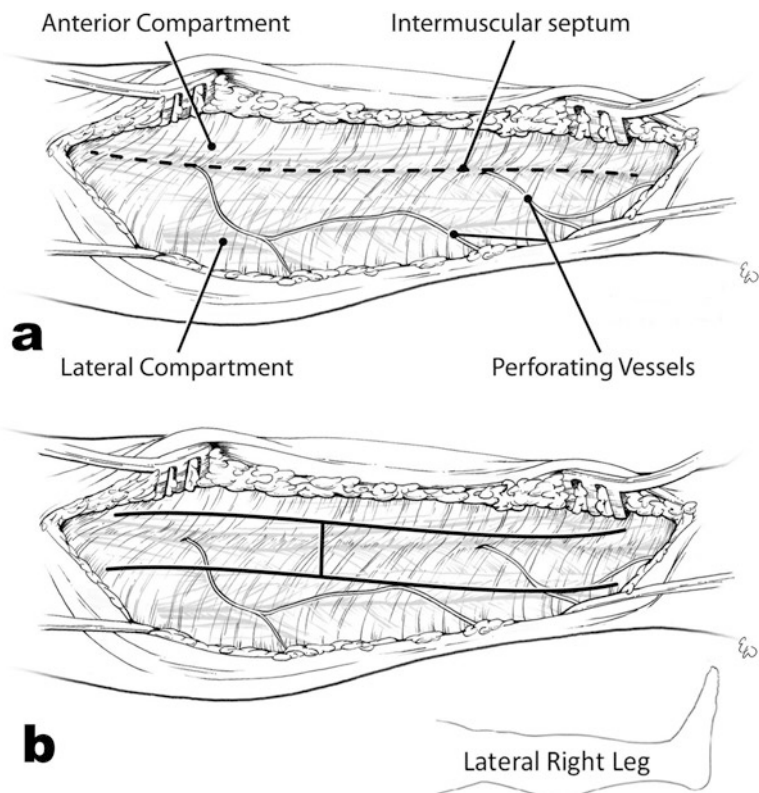 Anterior Compartment
Intermuscular septum
a
Lateral Compartment
Perforating Vessels
b
Lateral Right Leg